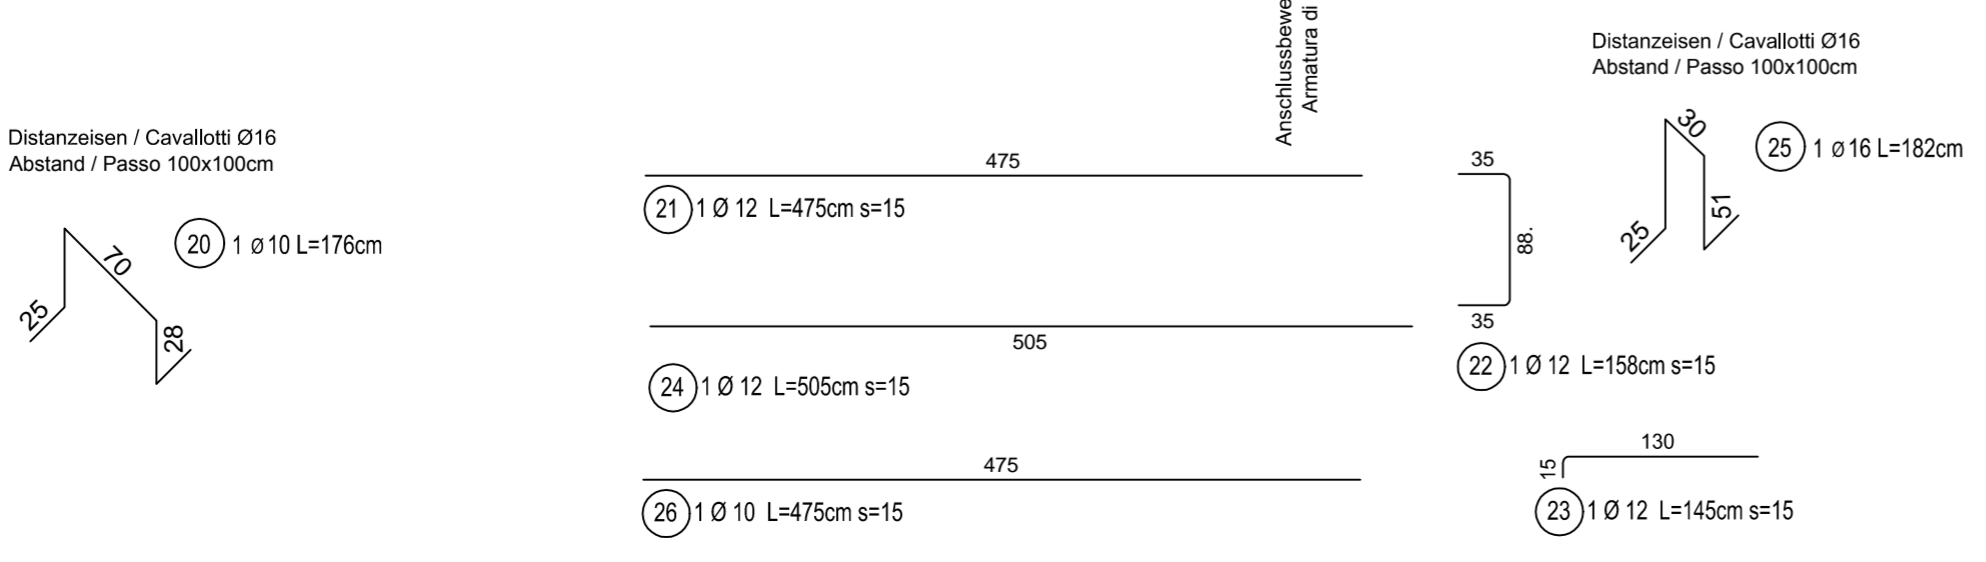 Distanzeisen / Cavallotti Ø16
Abstand / Passo 100x100cm
25
70
28
20 1 ø10 L=176cm
Anschlussbewe
Armatura di
475
21 1 Ø 12 L=475cm s=15
505
24 1 Ø 12 L=505cm s=15
475
26 1 Ø 10 L=475cm s=15
35
88.
35
22 1 Ø 12 L=158cm s=15
Distanzeisen / Cavallotti Ø16
Abstand / Passo 100x100cm
30
25
51
25 1 ø16 L=182cm
130
15
23 1 Ø 12 L=145cm s=15